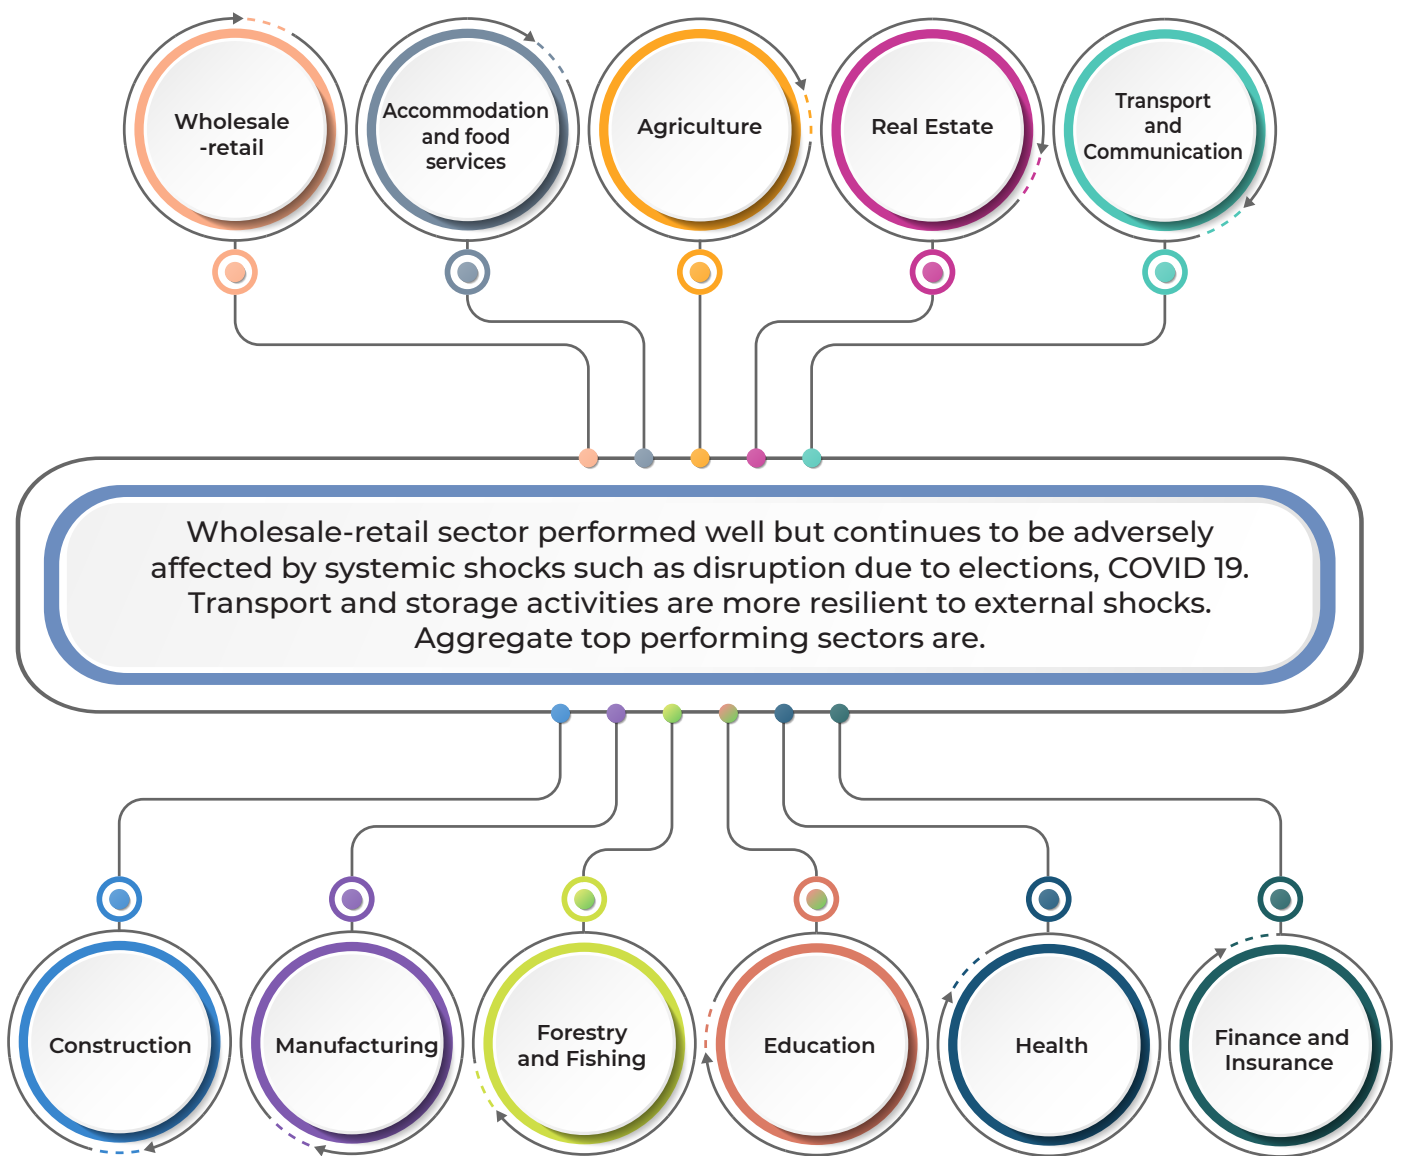 Wholesale
-retail
Accommodation
and food
services
Agriculture
Real Estate
Transport
and
Communication
Wholesale-retail sector performed well but continues to be adversely
affected by systemic shocks such as disruption due to elections, COVID 19.
Transport and storage activities are more resilient to external shocks.
Aggregate top performing sectors are.
Construction
Manufacturing
Forestry
and Fishing
Education
Health
Finance and
Insurance